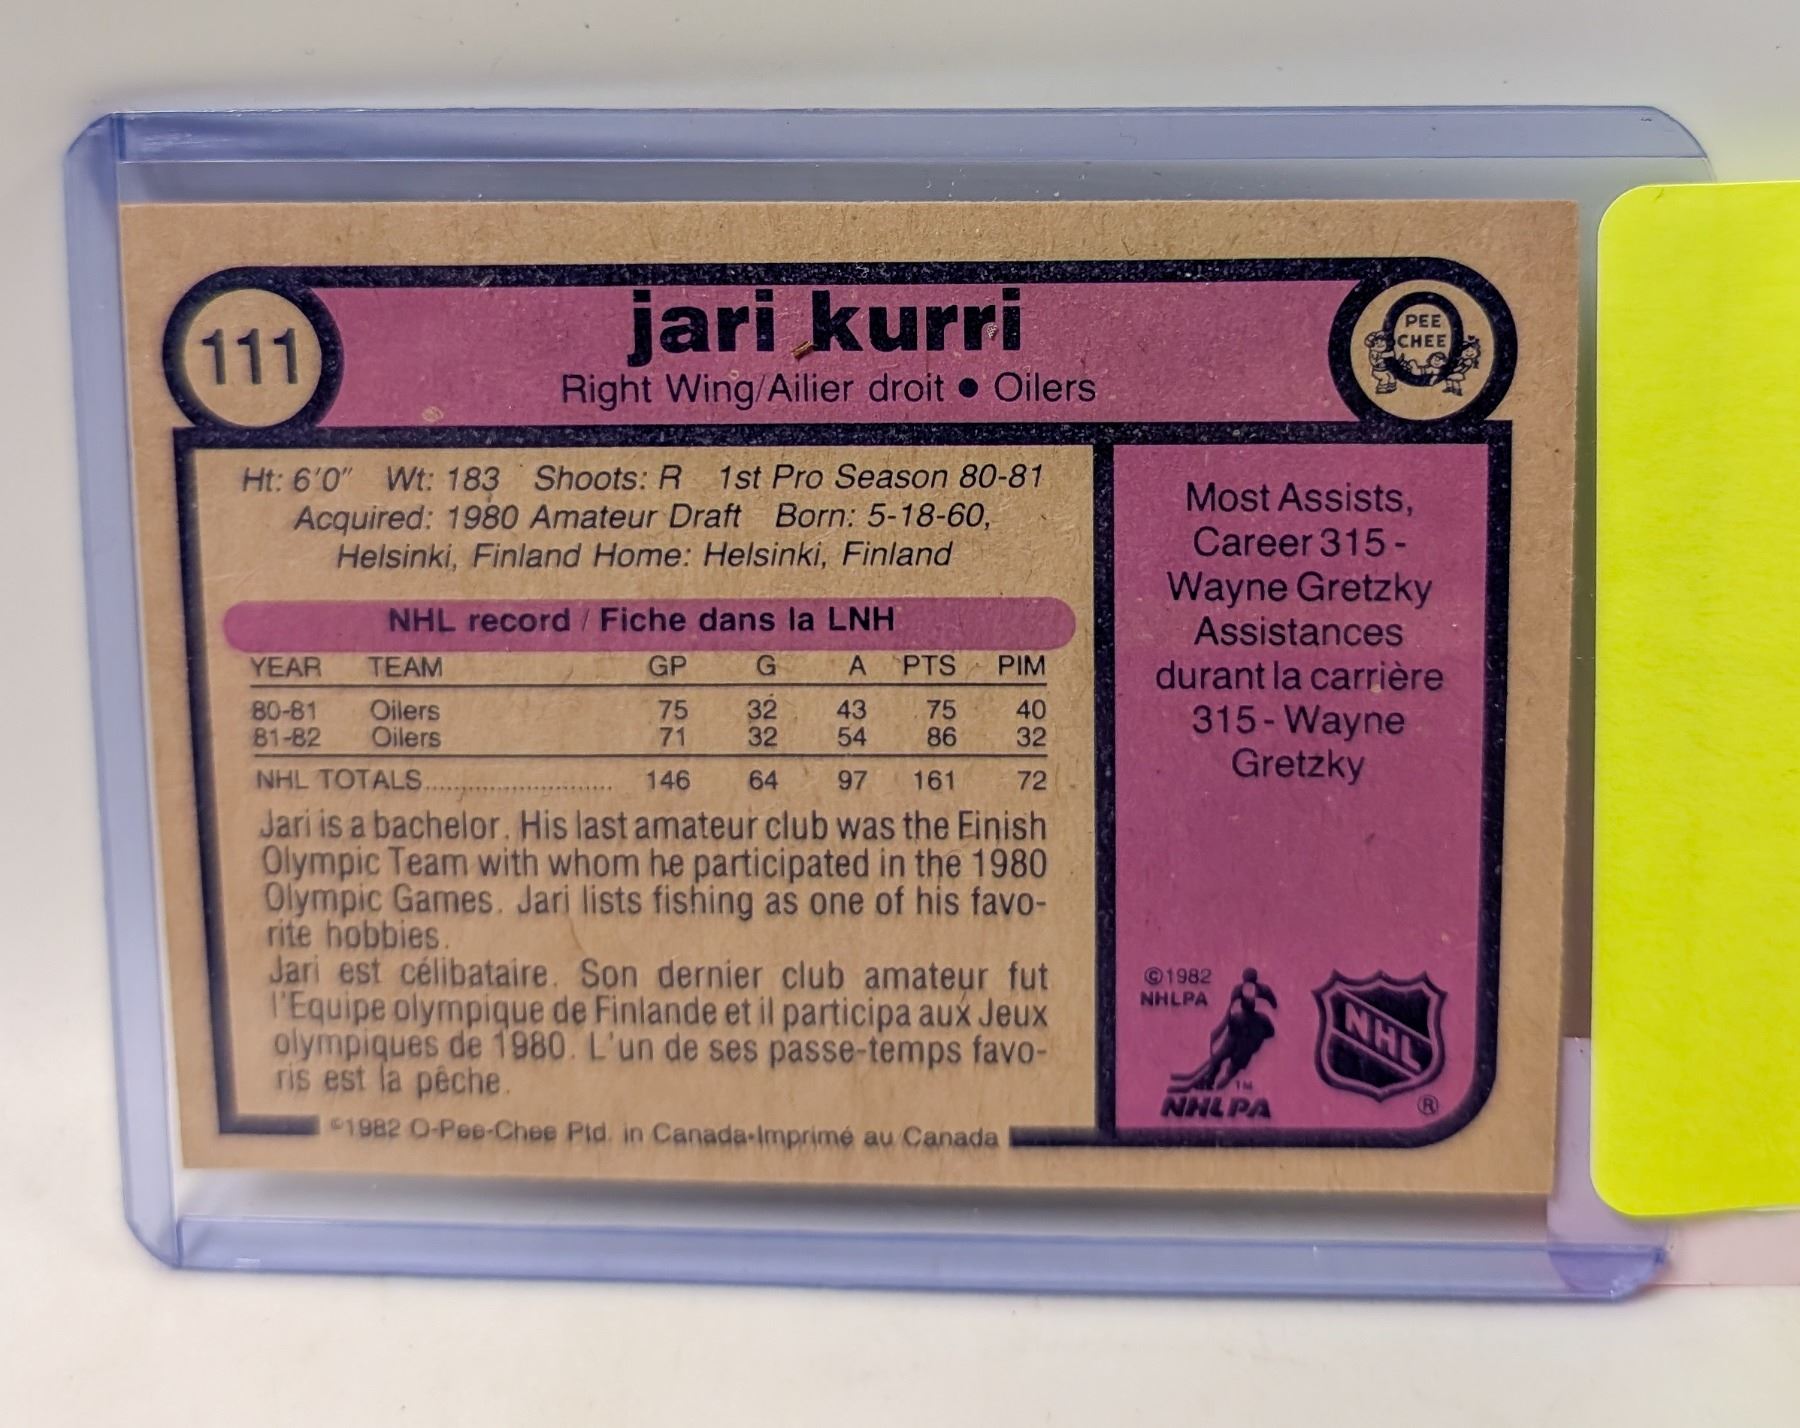 111
jari kurri
Right Wing/Ailier droit • Oilers
PEE
CHEE
Ht: 6'0" Wt: 183 Shoots: R 1st Pro Season 80-81
Acquired: 1980 Amateur Draft Born: 5-18-60,
Helsinki, Finland Home: Helsinki, Finland
NHL record / Fiche dans la LNH
YEAR TEAM GP G A PTS PIM
80-81 Oilers 75 32 43 75 40
81-82 Oilers 71 32 54 86 32
NHL TOTALS.......................... 146 64 97 161 72
Jari is a bachelor. His last amateur club was the Finish
Olympic Team with whom he participated in the 1980
Olympic Games. Jari lists fishing as one of his favo-
rite hobbies.
Jari est célibataire. Son dernier club amateur fut
l'Equipe olympique de Finlande et il participa aux Jeux
olympiques de 1980. L'un de ses passe-temps favo-
ris est la pêche.
©1982 O-Pee-Chee Ptd. in Canada•Imprimé au Canada
Most Assists,
Career 315 -
Wayne Gretzky
Assistances
durant la carrière
315 - Wayne
Gretzky
©1982
NHLPA
TM
NHLPA
NHL
®